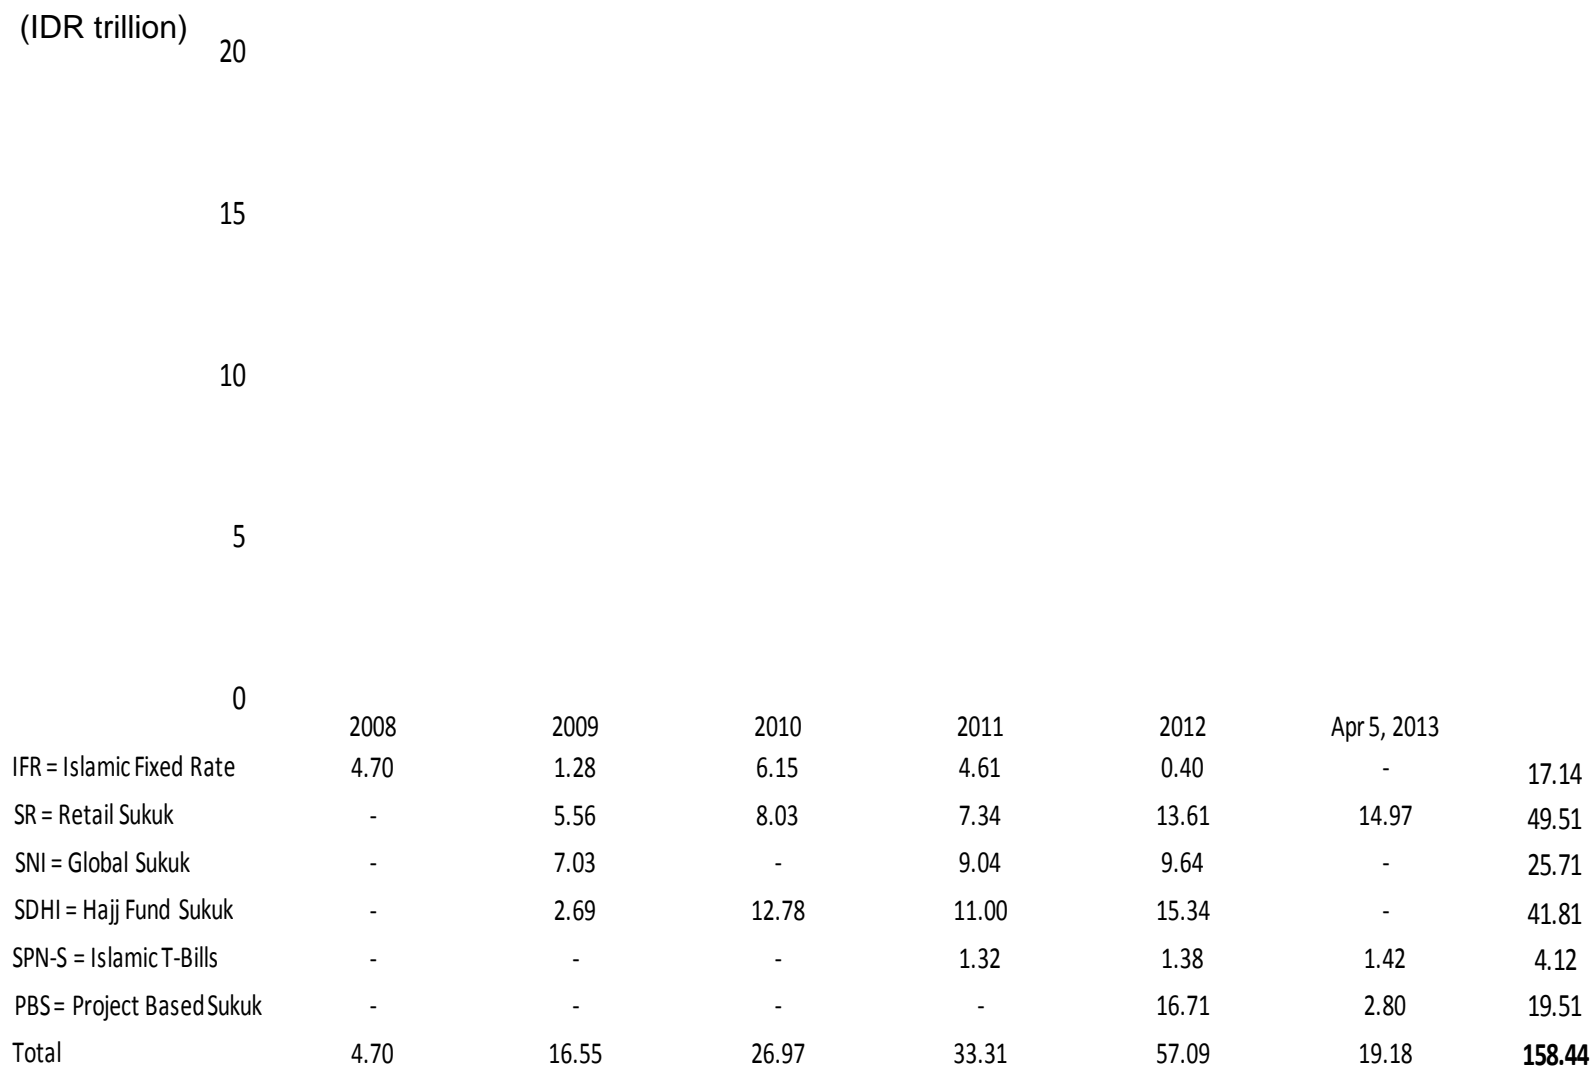 (IDR trillion)
20
15
10
5
0
2008 2009 2010 2011 2012 Apr 5, 2013
IFR = Islamic Fixed Rate 4.70 1.28 6.15 4.61 0.40 - 17.14
SR = Retail Sukuk - 5.56 8.03 7.34 13.61 14.97 49.51
SNI = Global Sukuk - 7.03 - 9.04 9.64 - 25.71
SDHI = Hajj Fund Sukuk - 2.69 12.78 11.00 15.34 - 41.81
SPN-S = Islamic T-Bills - - - 1.32 1.38 1.42 4.12
PBS = Project Based Sukuk - - - - 16.71 2.80 19.51
Total 4.70 16.55 26.97 33.31 57.09 19.18 158.44